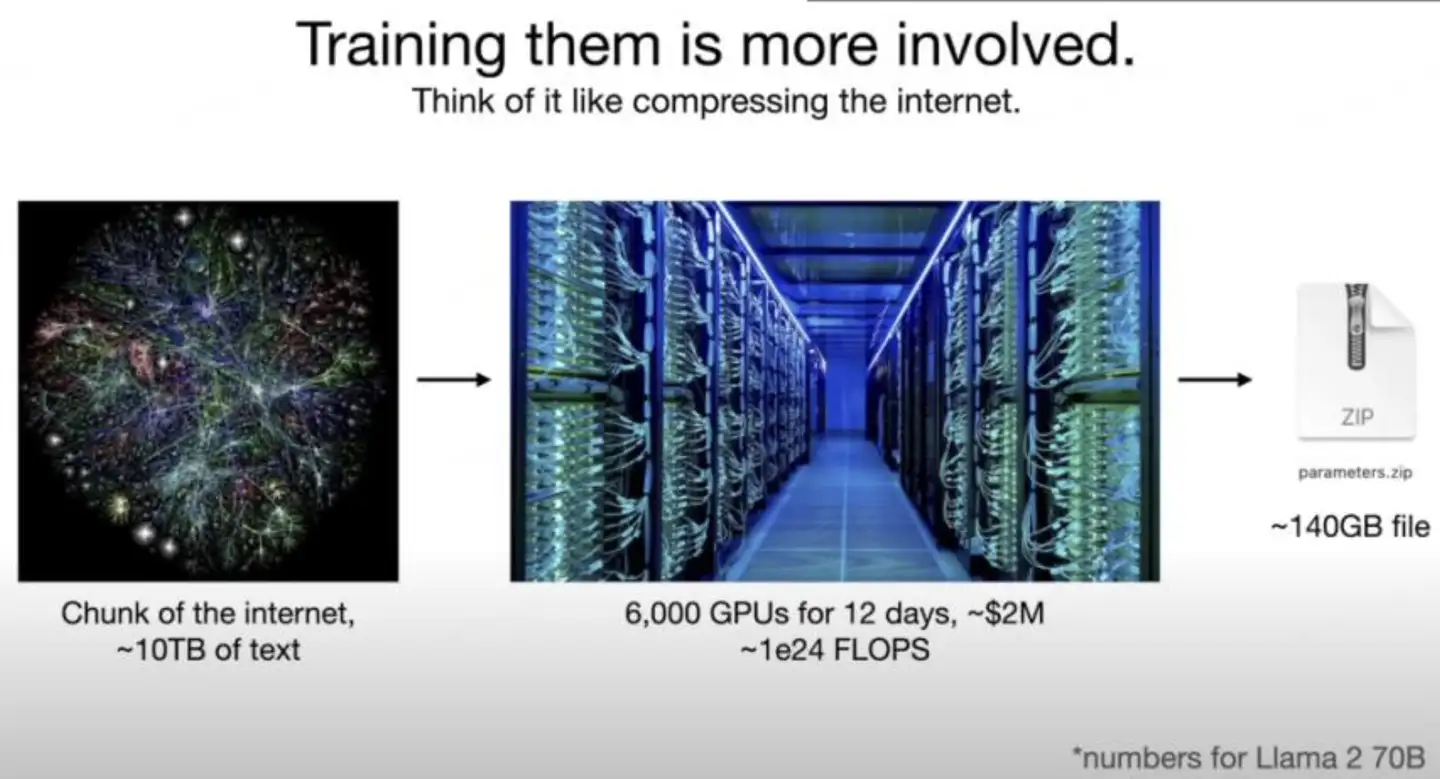 Training them is more involved.
Think of it like compressing the internet.
Chunk of the internet,
~10TB of text
6,000 GPUs for 12 days, ~$2M
~1e24 FLOPS
ZIP
parameters.zip
~140GB file
*numbers for Llama 2 70B